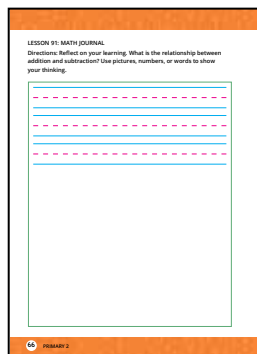 LESSON 91: MATH JOURNAL
Directions: Reflect on your learning. What is the relationship between
addition and subtraction? Use pictures, numbers, or words to show
your thinking.
66 PRIMARY 2